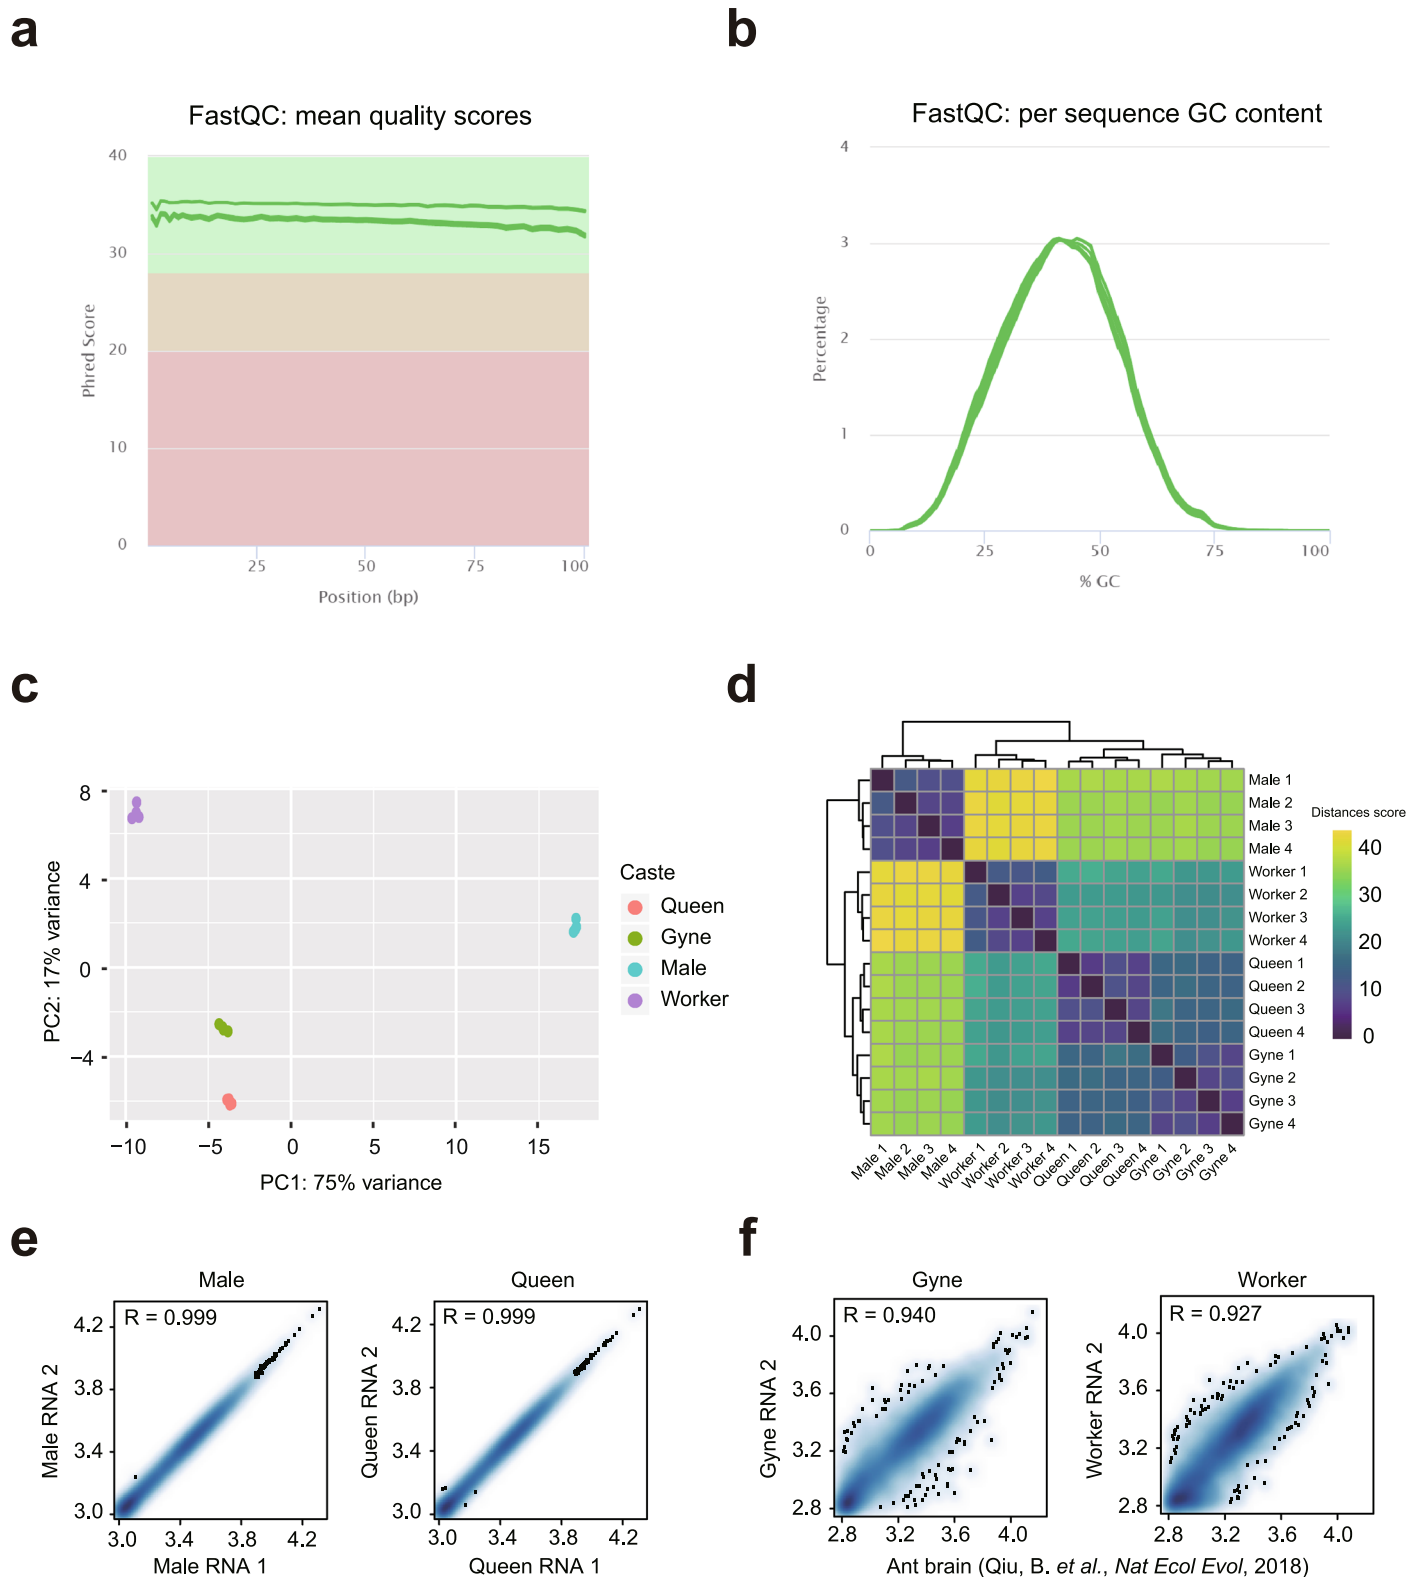 a
FastQC: mean quality scores
40
30
20
10
0
Phred Score
25
50
75
100
Position (bp)
b
FastQC: per sequence GC content
4
3
2
1
0
Percentage
0
25
50
75
100
% GC
c
8
4
0
−4
PC2: 17% variance
−10
−5
0
5
10
15
PC1: 75% variance
Caste
Queen
Gyne
Male
Worker
d
Male 1
Male 2
Male 3
Male 4
Worker 1
Worker 2
Worker 3
Worker 4
Queen 1
Queen 2
Queen 3
Queen 4
Gyne 1
Gyne 2
Gyne 3
Gyne 4
Male 1
Male 2
Male 3
Male 4
Worker 1
Worker 2
Worker 3
Worker 4
Queen 1
Queen 2
Queen 3
Queen 4
Gyne 1
Gyne 2
Gyne 3
Gyne 4
Distances score
40
30
20
10
0
e
Male
R = 0.999
4.2
3.8
3.4
3.0
Male RNA 2
3.0
3.4
3.8
4.2
Male RNA 1
Queen
R = 0.999
4.2
3.8
3.4
3.0
Queen RNA 2
3.0
3.4
3.8
4.2
Queen RNA 1
f
Gyne
R = 0.940
4.0
3.6
3.2
2.8
Gyne RNA 2
2.8
3.2
3.6
4.0
Worker
R = 0.927
4.0
3.6
3.2
2.8
Worker RNA 2
2.8
3.2
3.6
4.0
Ant brain (Qiu, B. et al., Nat Ecol Evol, 2018)